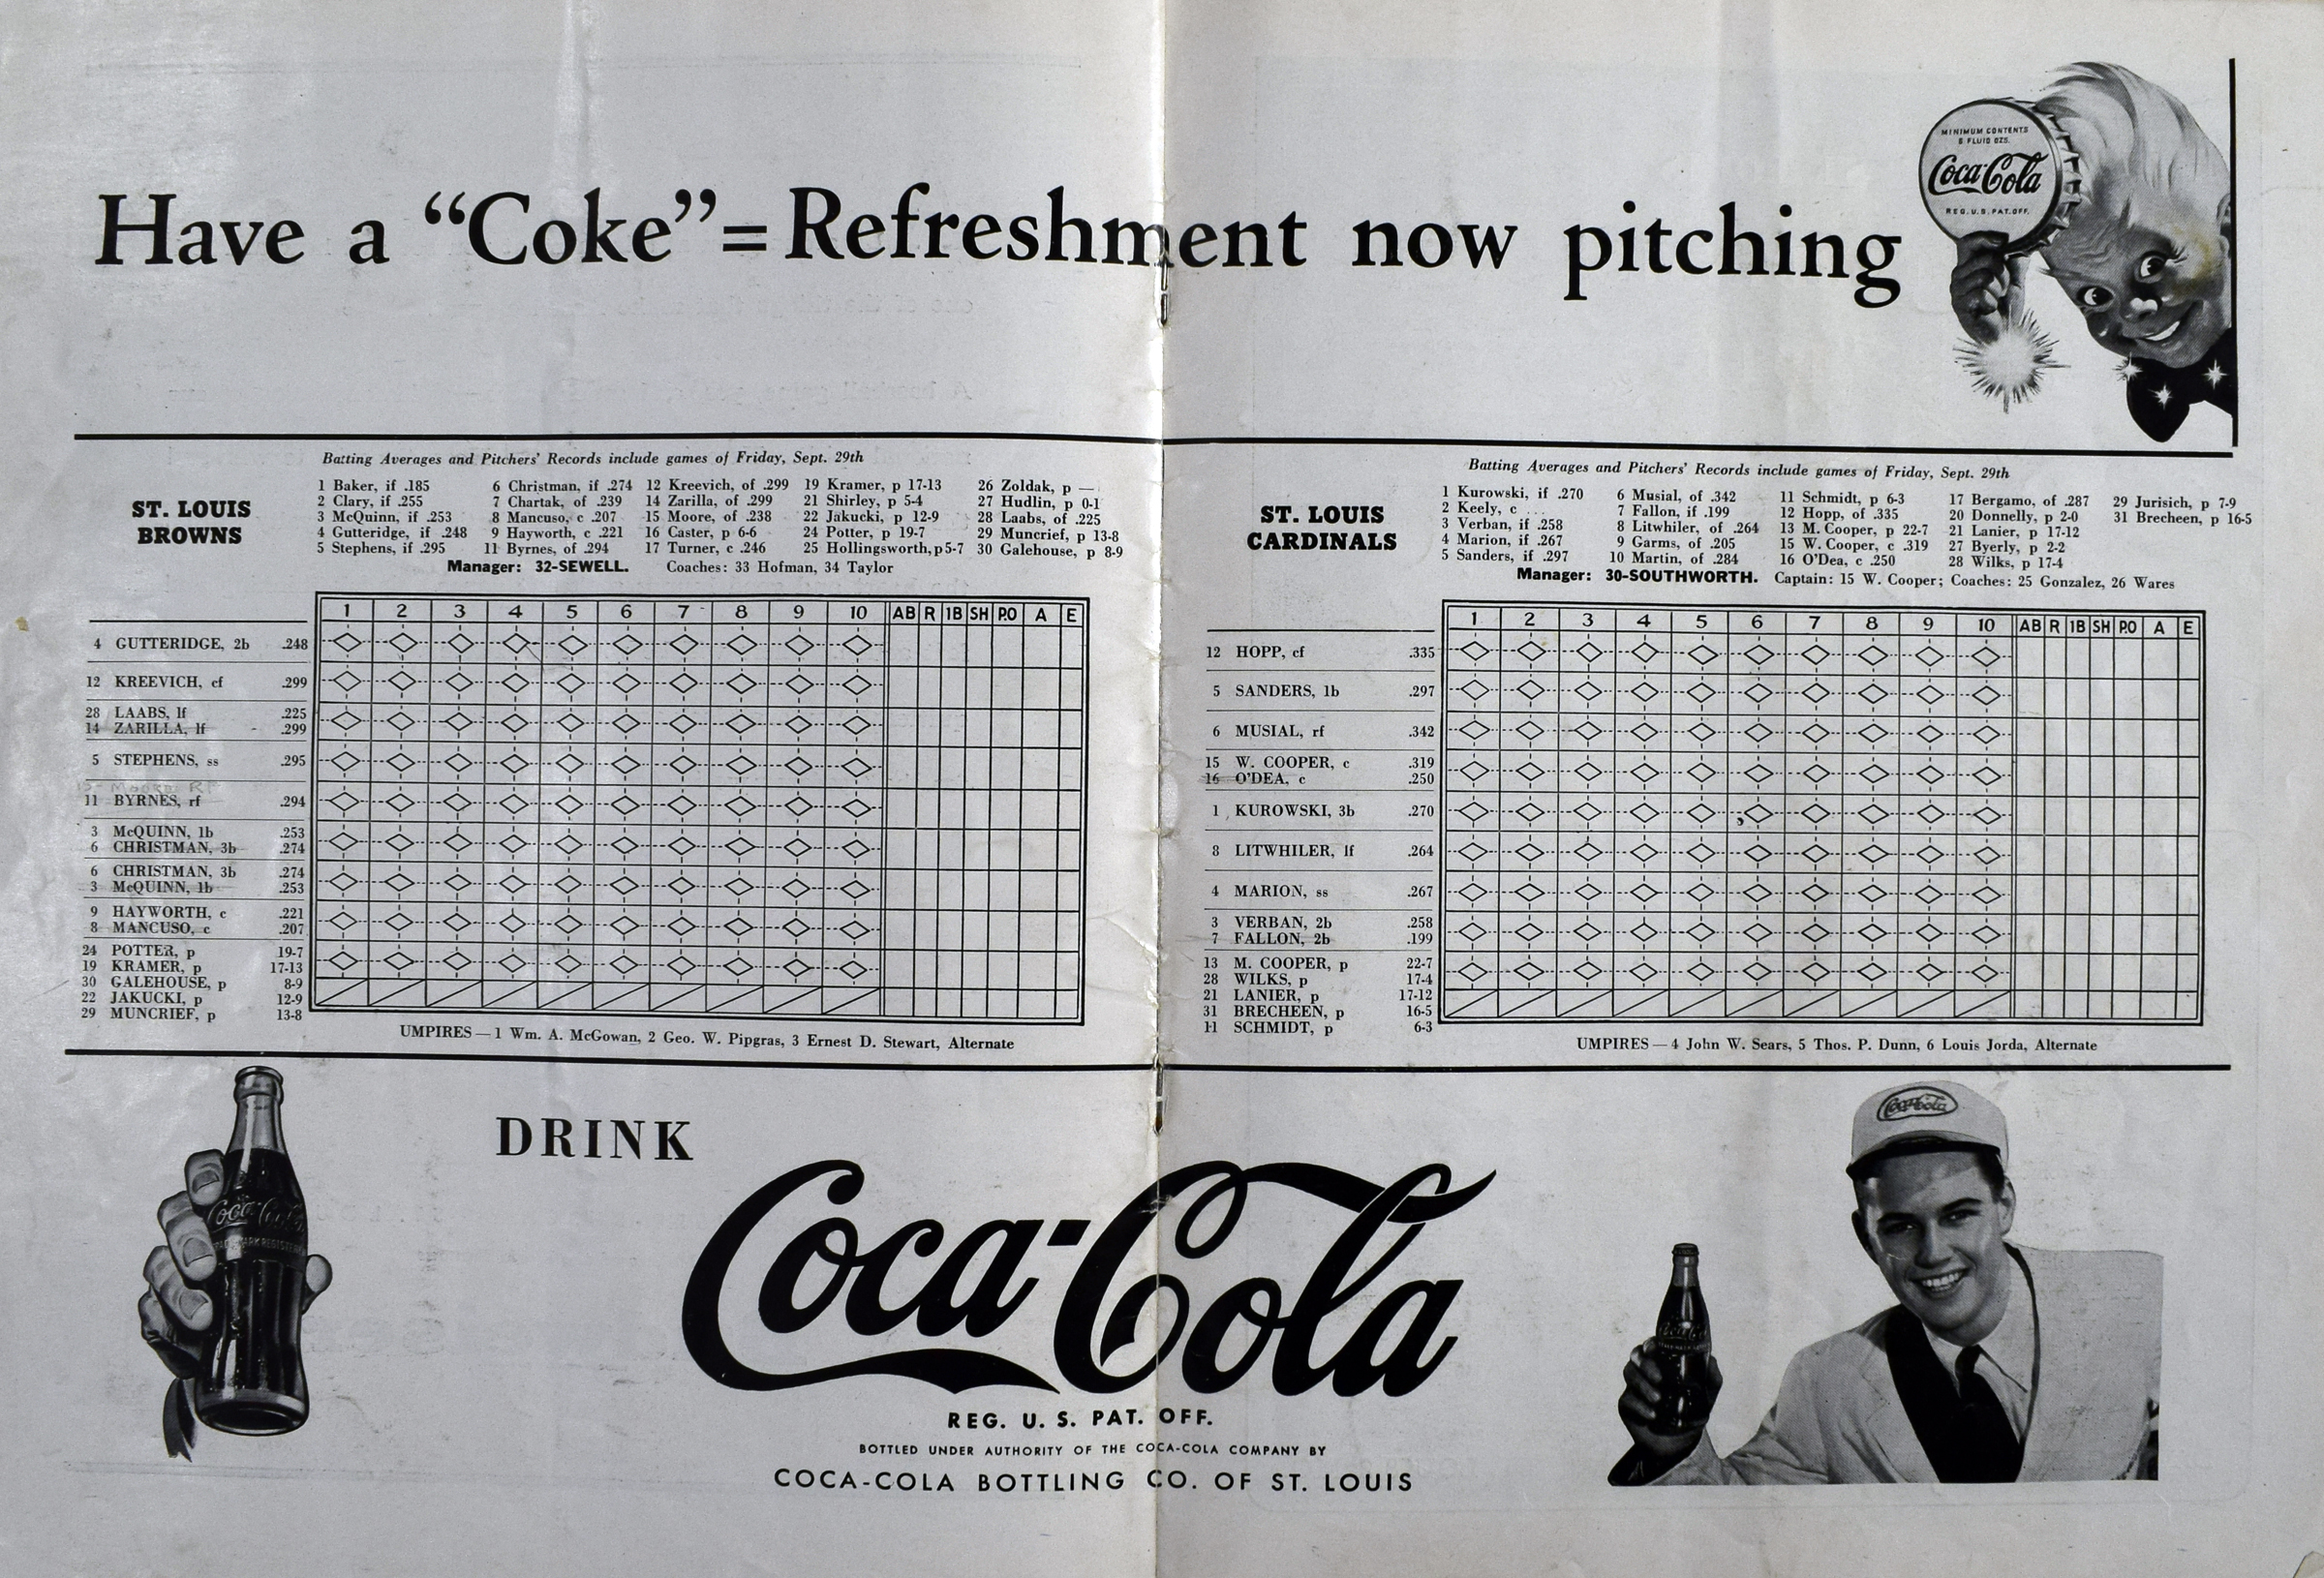 MINIMUM CONTENTS
6 FLUID OZS.
Coca-Cola
REG. U.S. PAT. OFF.
Have a “Coke”=Refreshment now pitching
Batting Averages and Pitchers' Records include games of Friday, Sept. 29th
ST. LOUIS
BROWNS
1 Baker, if .185
2 Clary, if .255
3 McQuinn, if .253
4 Gutteridge, if .248
5 Stephens, if .295
6 Christman, if .274
7 Chartak, of .239
8 Mancuso, c .207
9 Hayworth, c .221
11 Byrnes, of .294
12 Kreevich, of .299
14 Zarilla, of .299
15 Moore, of .238
16 Caster, p 6-6
17 Turner, c .246
19 Kramer, p 17-13
21 Shirley, p 5-4
22 Jakucki, p 12-9
24 Potter, p 19-7
25 Hollingsworth, p 5-7
26 Zoldak, p —
27 Hudlin, p 0-1
28 Laabs, of .225
29 Muncrief, p 13-8
30 Galehouse, p 8-9
Manager: 32-SEWELL. Coaches: 33 Hofman, 34 Taylor
1 2 3 4 5 6 7 8 9 10 AB R 1B SH P.O A E
4 GUTTERIDGE, 2b .248
12 KREEVICH, cf .299
28 LAABS, lf .225
14 ZARILLA, lf - .299
5 STEPHENS, ss .295
15 Moore RF
11 BYRNES, rf .294
3 McQUINN, 1b .253
6 CHRISTMAN, 3b .274
6 CHRISTMAN, 3b .274
3 McQUINN, 1b .253
9 HAYWORTH, c .221
8 MANCUSO, c .207
24 POTTER, p 19-7
19 KRAMER, p 17-13
30 GALEHOUSE, p 8-9
22 JAKUCKI, p 12-9
29 MUNCRIEF, p 13-8
UMPIRES — 1 Wm. A. McGowan, 2 Geo. W. Pipgras, 3 Ernest D. Stewart, Alternate
Batting Averages and Pitchers' Records include games of Friday, Sept. 29th
ST. LOUIS
CARDINALS
1 Kurowski, if .270
2 Keely, c ...
3 Verban, if .258
4 Marion, if .267
5 Sanders, if .297
6 Musial, of .342
7 Fallon, if .199
8 Litwhiler, of .264
9 Garms, of .205
10 Martin, of .284
11 Schmidt, p 6-3
12 Hopp, of .335
13 M. Cooper, p 22-7
15 W. Cooper, c .319
16 O'Dea, c .250
17 Bergamo, of .287
20 Donnelly, p 2-0
21 Lanier, p 17-12
27 Byerly, p 2-2
28 Wilks, p 17-4
29 Jurisich, p 7-9
31 Brecheen, p 16-5
Manager: 30-SOUTHWORTH. Captain: 15 W. Cooper; Coaches: 25 Gonzalez, 26 Wares
1 2 3 4 5 6 7 8 9 10 AB R 1B SH P.O A E
12 HOPP, cf .335
5 SANDERS, 1b .297
6 MUSIAL, rf .342
15 W. COOPER, c .319
16 O'DEA, c .250
1 KUROWSKI, 3b .270
8 LITWHILER, lf .264
4 MARION, ss .267
3 VERBAN, 2b .258
7 FALLON, 2b .199
13 M. COOPER, p 22-7
28 WILKS, p 17-4
21 LANIER, p 17-12
31 BRECHEEN, p 16-5
11 SCHMIDT, p 6-3
UMPIRES — 4 John W. Sears, 5 Thos. P. Dunn, 6 Louis Jorda, Alternate
Coca-Cola
TRADE-MARK REGISTERED
DRINK
Coca-Cola
REG. U. S. PAT. OFF.
BOTTLED UNDER AUTHORITY OF THE COCA-COLA COMPANY BY
COCA-COLA BOTTLING CO. OF ST. LOUIS
Coca-Cola
Coca-Cola